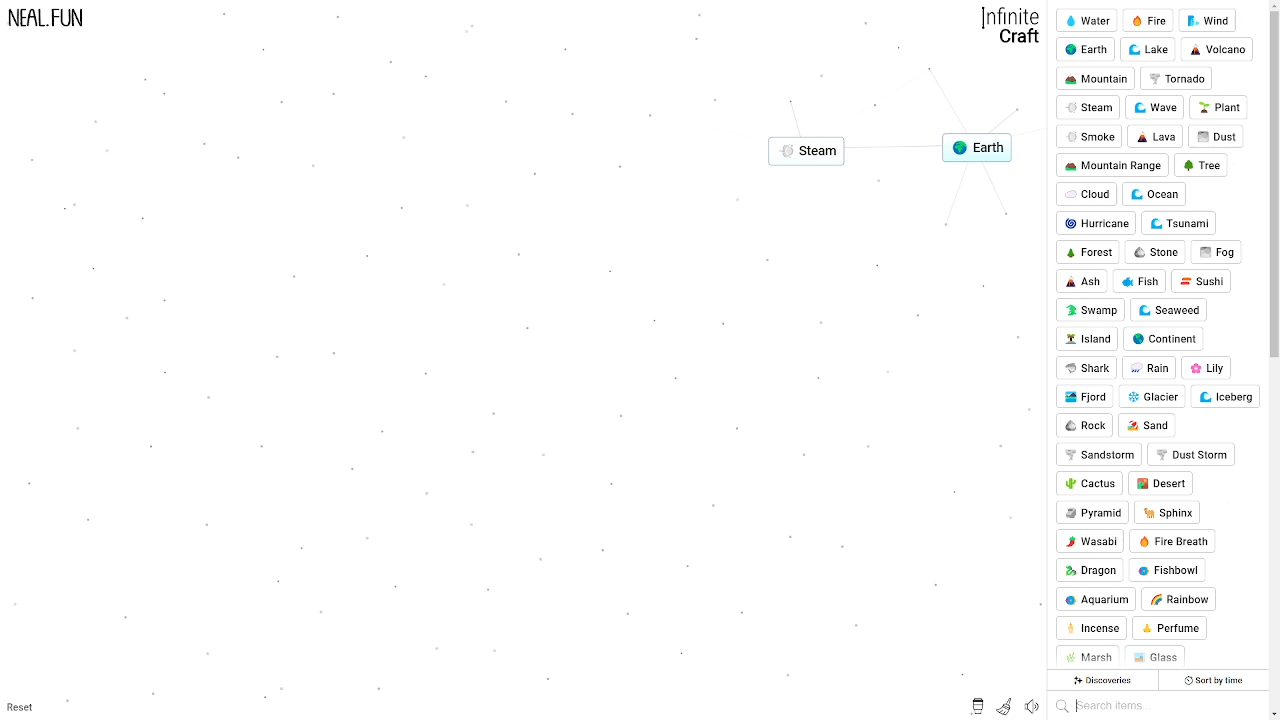 NEAL.FUN
Infinite
Craft
Steam
Earth
Water Fire Wind
Earth Lake Volcano
Mountain Tornado
Steam Wave Plant
Smoke Lava Dust
Mountain Range Tree
Cloud Ocean
Hurricane Tsunami
Forest Stone Fog
Ash Fish Sushi
Swamp Seaweed
Island Continent
Shark Rain Lily
Fjord Glacier Iceberg
Rock Sand
Sandstorm Dust Storm
Cactus Desert
Pyramid Sphinx
Wasabi Fire Breath
Dragon Fishbowl
Aquarium Rainbow
Incense Perfume
Marsh Glass
Discoveries Sort by time
Search items...
Reset